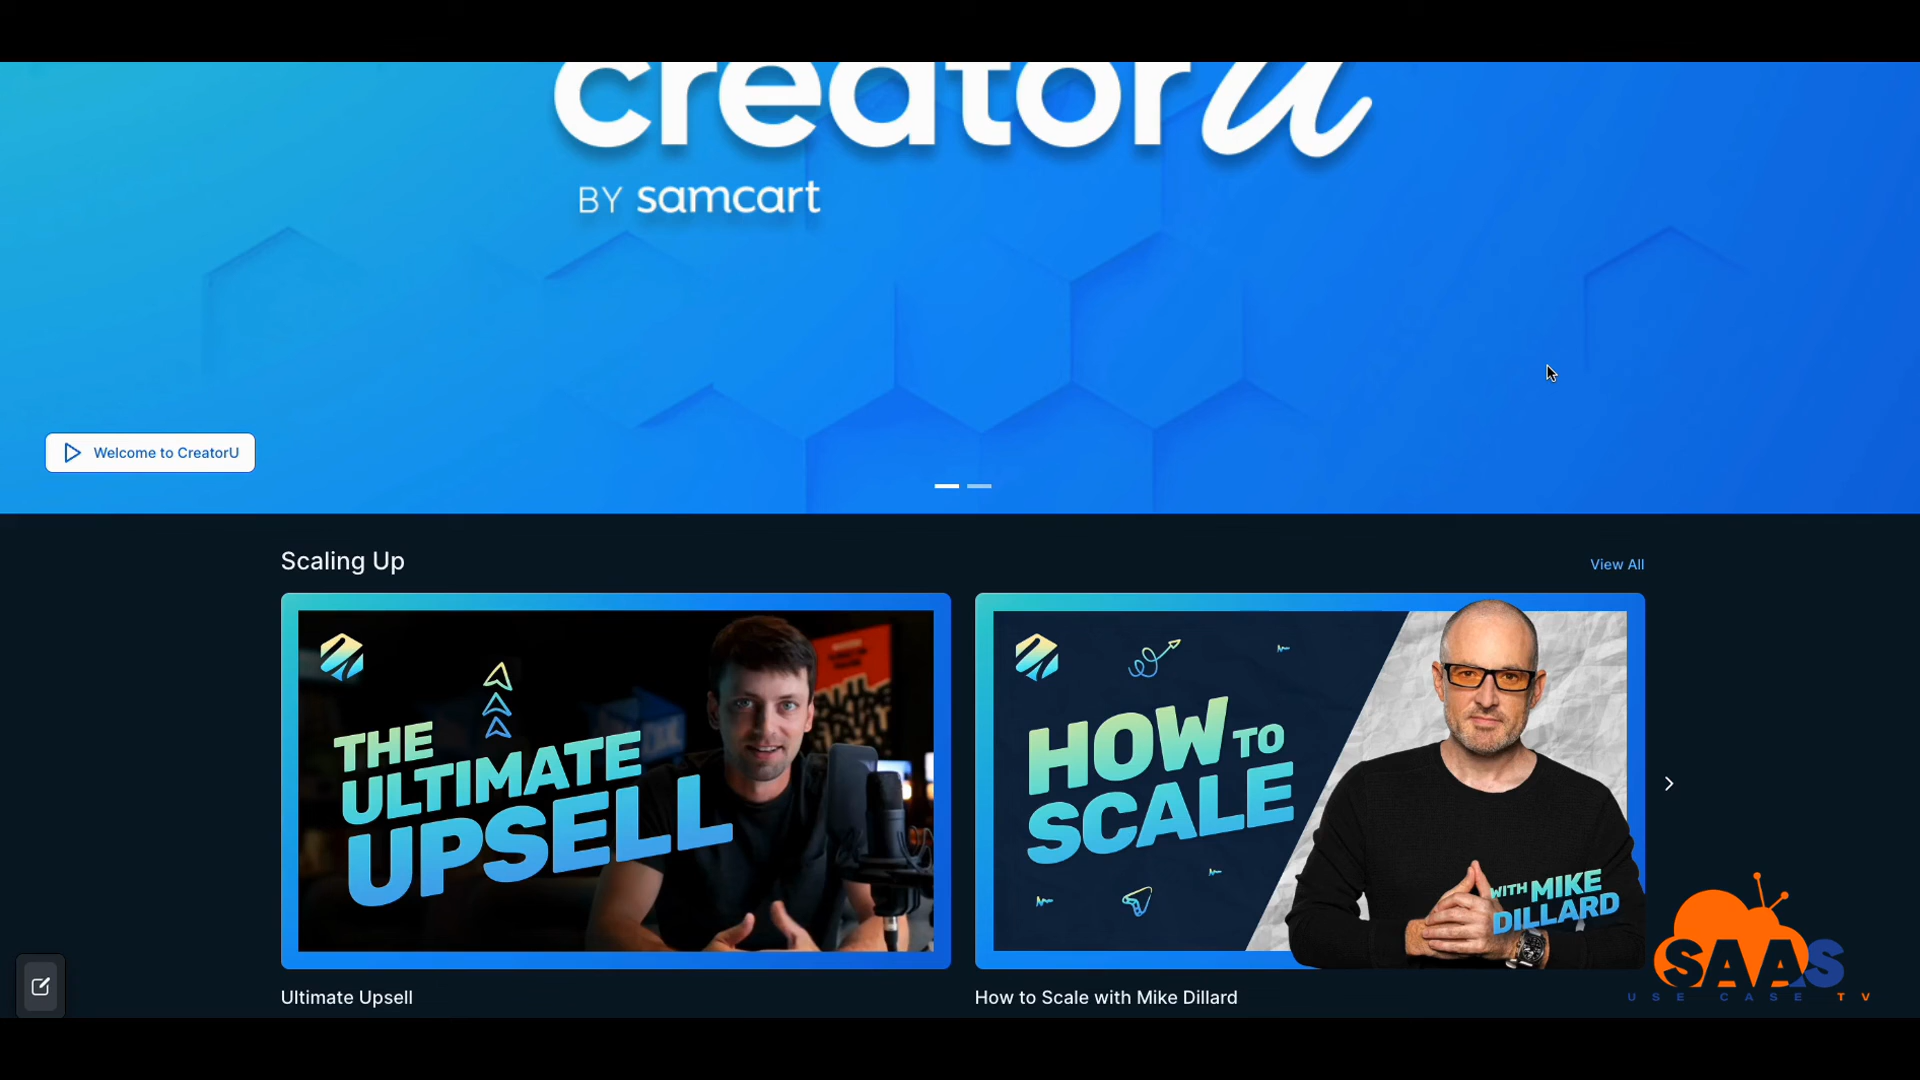 creatorU
BY samcart
Welcome to CreatorU
Scaling Up
View All
THE
ULTIMATE
UPSELL
HOW TO
SCALE
WITH MIKE
DILLARD
Ultimate Upsell
How to Scale with Mike Dillard
SAAS
USE CASE TV